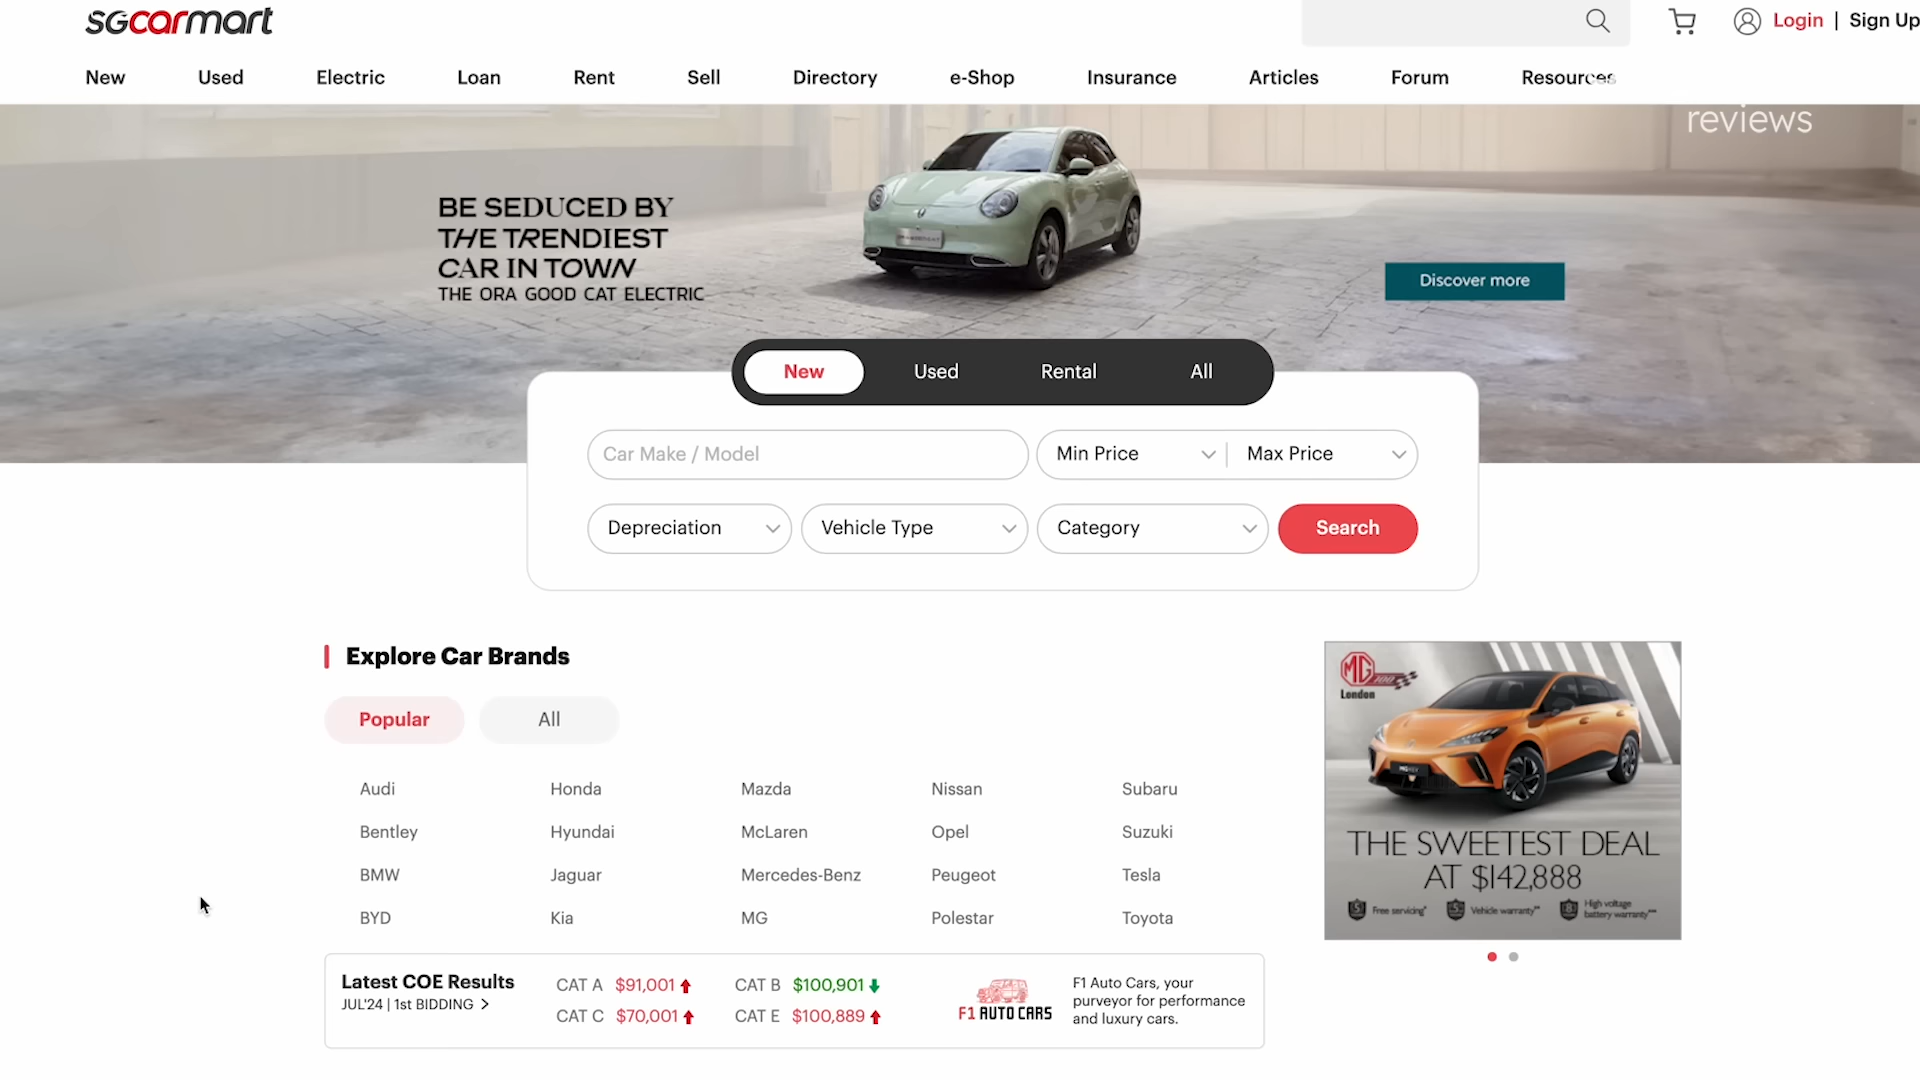 sgcarmart
Login | Sign Up
New Used Electric Loan Rent Sell Directory e-Shop Insurance Articles Forum Resources
reviews
BE SEDUCED BY
THE TRENDIEST
CAR IN TOWN
THE ORA GOOD CAT ELECTRIC
Discover more
New Used Rental All
Car Make / Model Min Price Max Price
Depreciation Vehicle Type Category Search
Explore Car Brands
Popular All
Audi Honda Mazda Nissan Subaru
Bentley Hyundai McLaren Opel Suzuki
BMW Jaguar Mercedes-Benz Peugeot Tesla
BYD Kia MG Polestar Toyota
MG 100
London
THE SWEETEST DEAL
AT $142,888
Free servicing* Vehicle warranty** High voltage
battery warranty***
Latest COE Results
JUL'24 | 1st BIDDING
CAT A $91,001 CAT B $100,901
CAT C $70,001 CAT E $100,889
F1 AUTO CARS
F1 Auto Cars, your
purveyor for performance
and luxury cars.